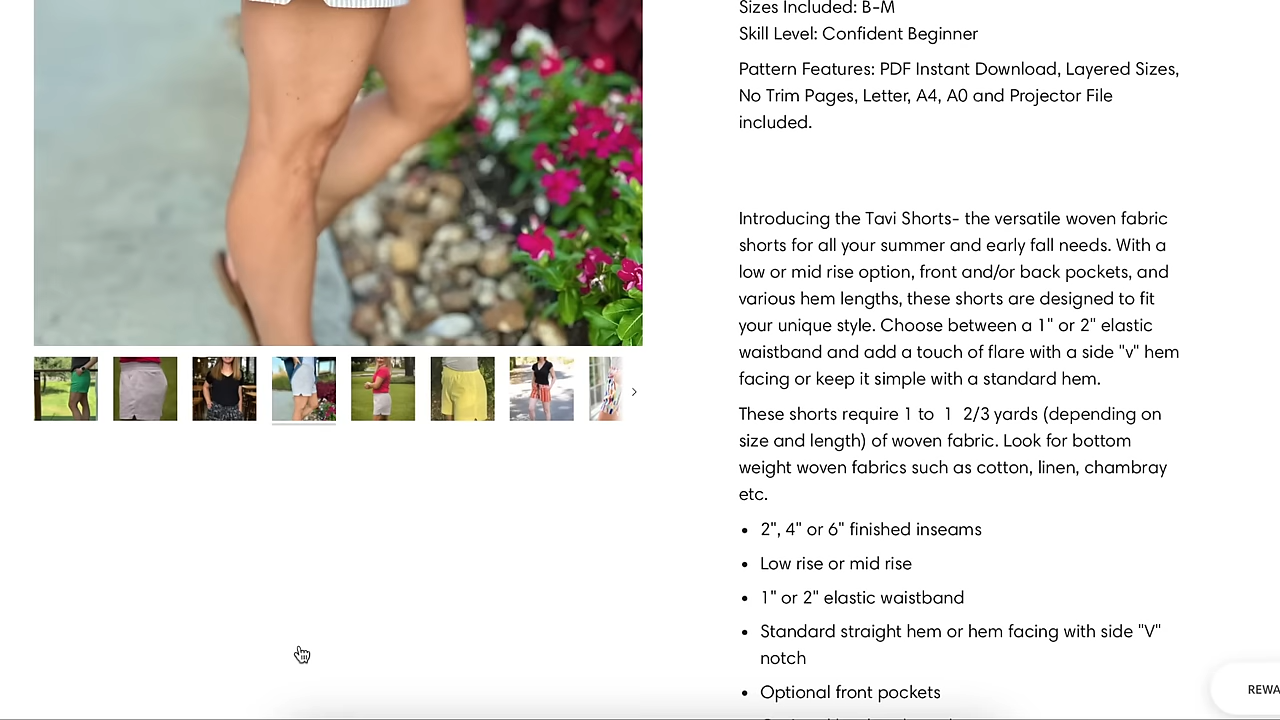 Sizes Included: B-M
Skill Level: Confident Beginner
Pattern Features: PDF Instant Download, Layered Sizes,
No Trim Pages, Letter, A4, A0 and Projector File
included.
Introducing the Tavi Shorts- the versatile woven fabric
shorts for all your summer and early fall needs. With a
low or mid rise option, front and/or back pockets, and
various hem lengths, these shorts are designed to fit
your unique style. Choose between a 1" or 2" elastic
waistband and add a touch of flare with a side "v" hem
facing or keep it simple with a standard hem.
These shorts require 1 to  1  2/3 yards (depending on
size and length) of woven fabric. Look for bottom
weight woven fabrics such as cotton, linen, chambray
etc.
• 2", 4" or 6" finished inseams
• Low rise or mid rise
• 1" or 2" elastic waistband
• Standard straight hem or hem facing with side "V"
notch
• Optional front pockets
REWA